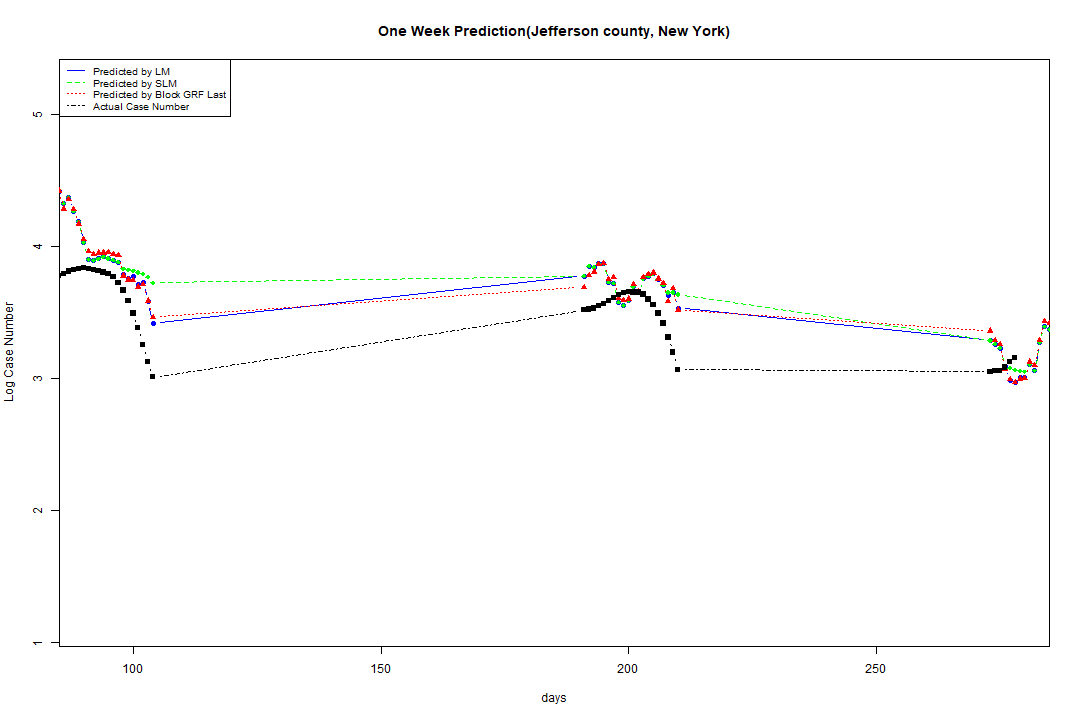 One Week Prediction(Jefferson county, New York)
Predicted by LM
Predicted by SLM
Predicted by Block GRF Last
Actual Case Number
5
4
3
2
1
Log Case Number
100
150
200
250
days